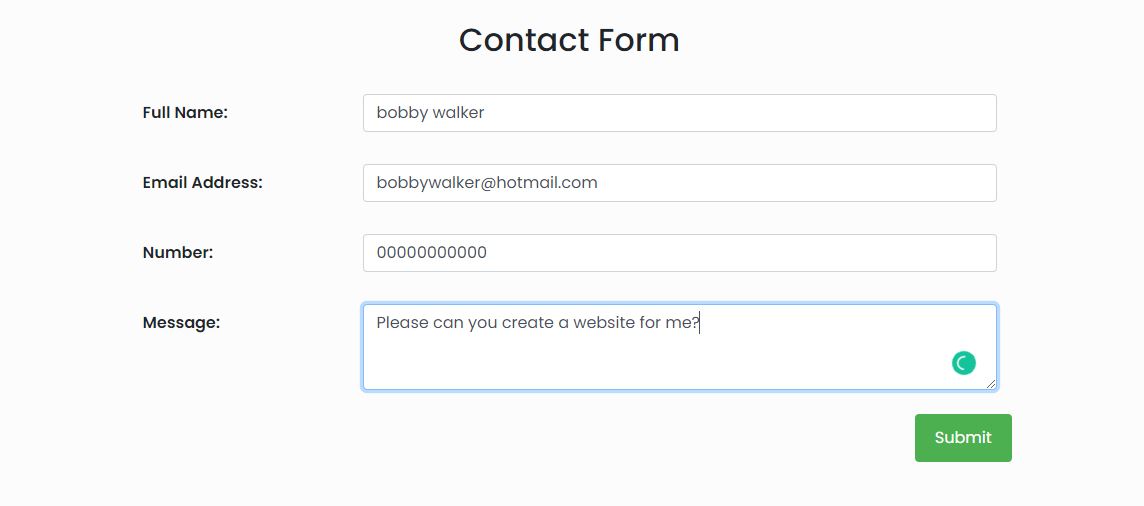 Contact Form
Full Name: bobby walker
Email Address: bobbywalker@hotmail.com
Number: 00000000000
Message: Please can you create a website for me?
Submit